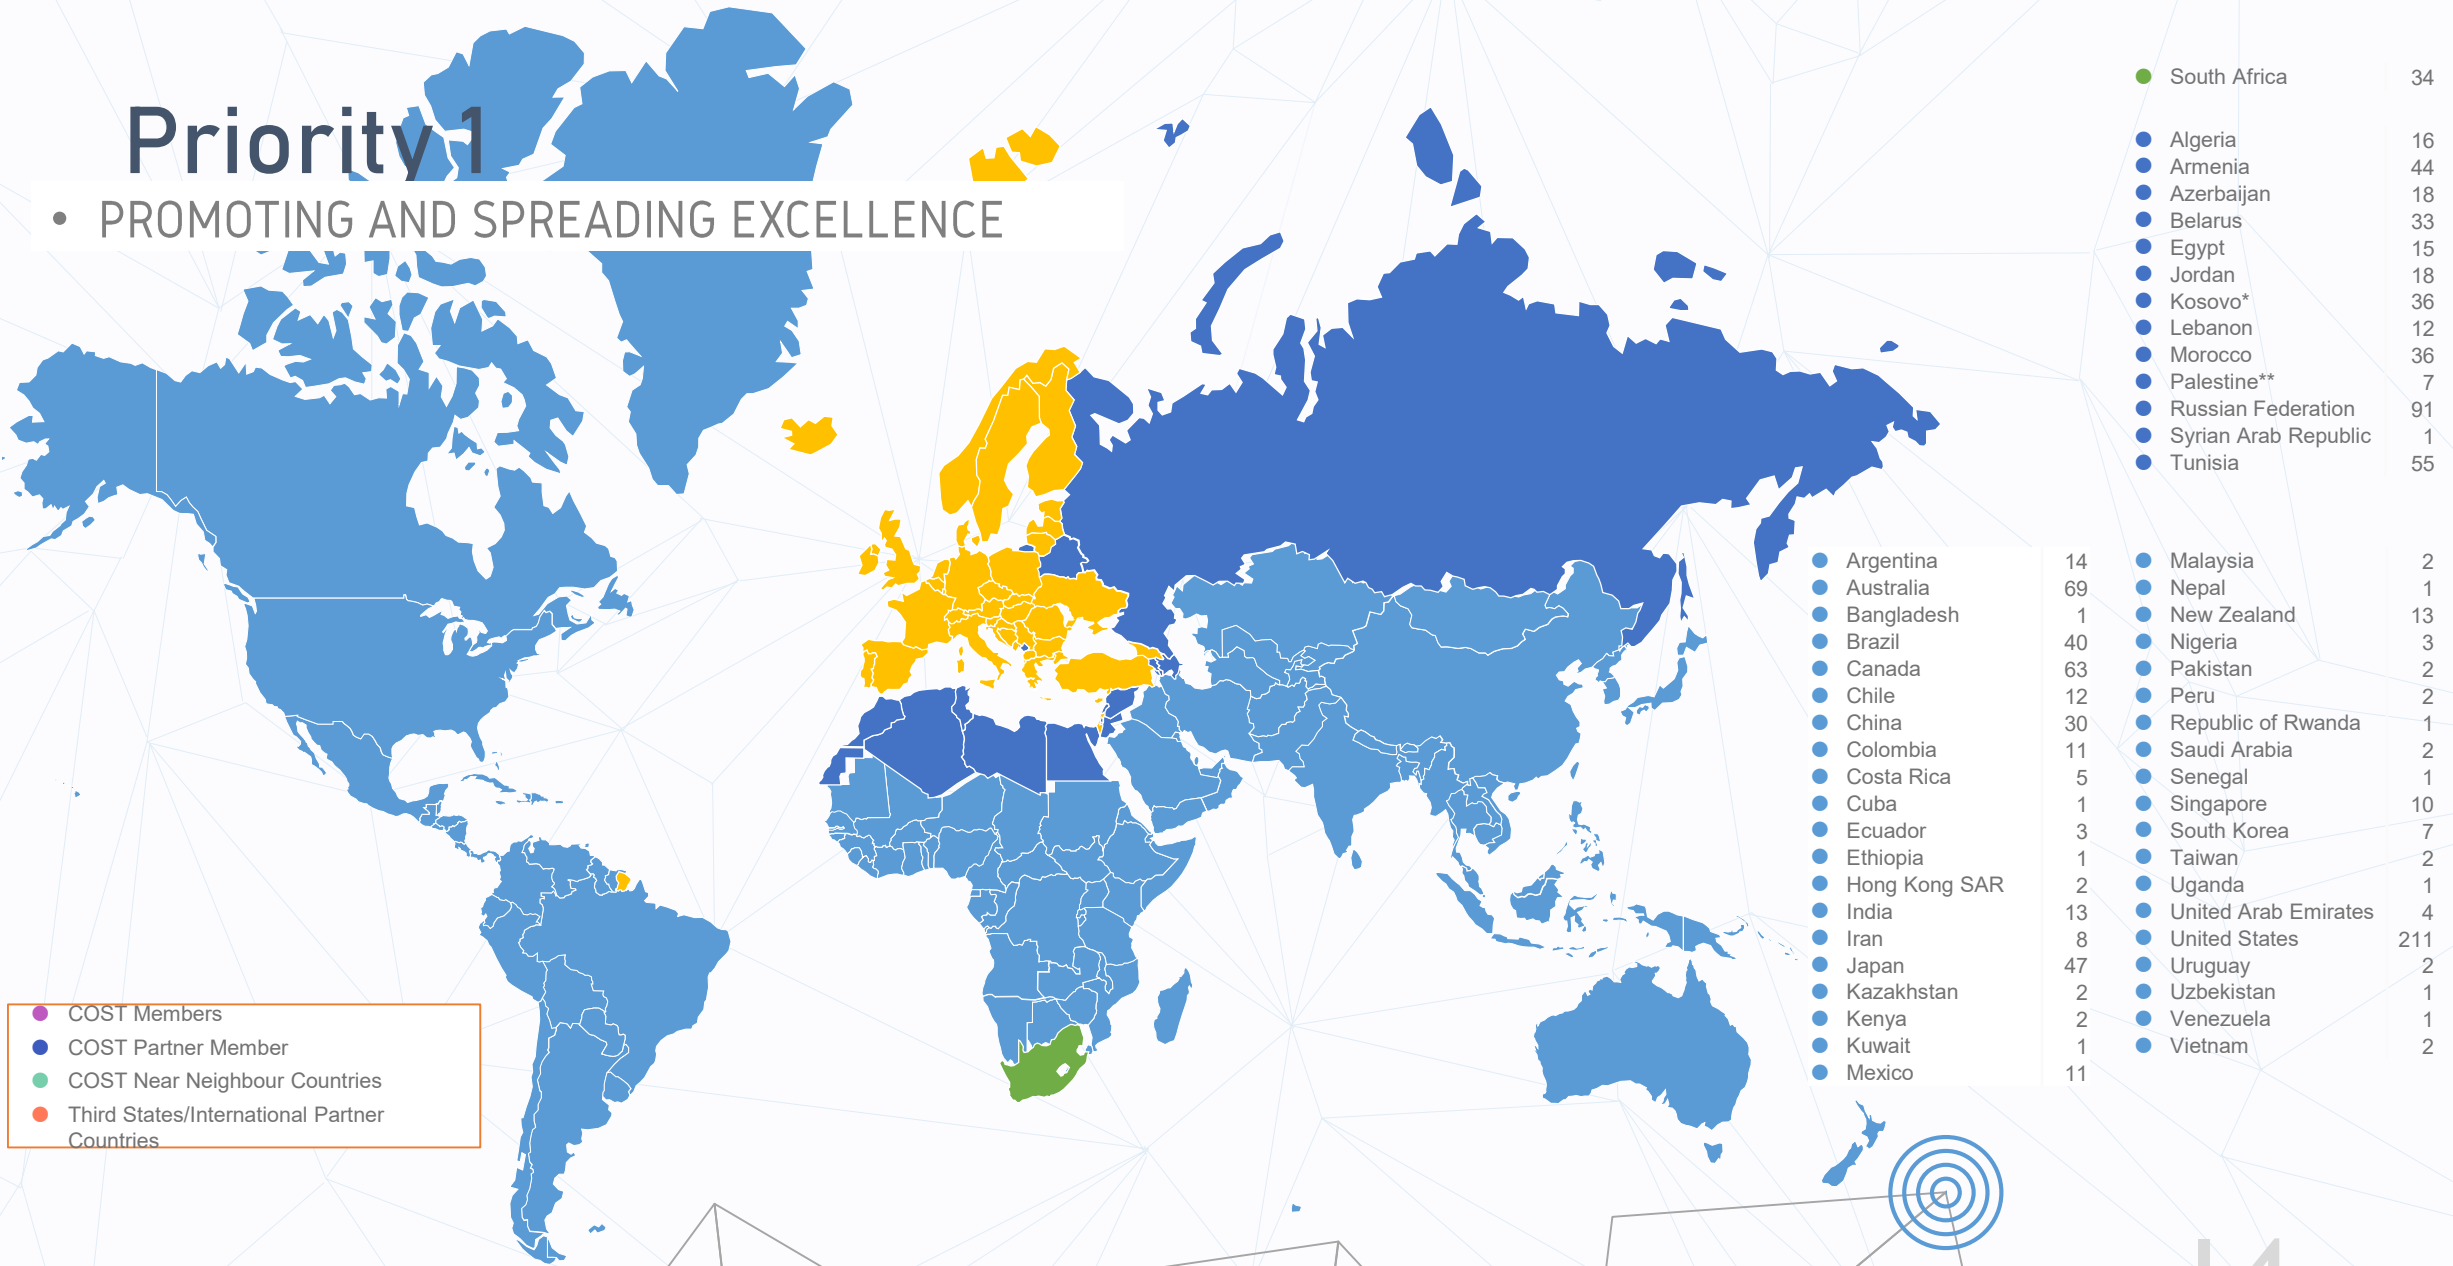 Priority 1
• PROMOTING AND SPREADING EXCELLENCE
South Africa 34
Algeria 16
Armenia 44
Azerbaijan 18
Belarus 33
Egypt 15
Jordan 18
Kosovo* 36
Lebanon 12
Morocco 36
Palestine** 7
Russian Federation 91
Syrian Arab Republic 1
Tunisia 55
Argentina 14
Australia 69
Bangladesh 1
Brazil 40
Canada 63
Chile 12
China 30
Colombia 11
Costa Rica 5
Cuba 1
Ecuador 3
Ethiopia 1
Hong Kong SAR 2
India 13
Iran 8
Japan 47
Kazakhstan 2
Kenya 2
Kuwait 1
Mexico 11
Malaysia 2
Nepal 1
New Zealand 13
Nigeria 3
Pakistan 2
Peru 2
Republic of Rwanda 1
Saudi Arabia 2
Senegal 1
Singapore 10
South Korea 7
Taiwan 2
Uganda 1
United Arab Emirates 4
United States 211
Uruguay 2
Uzbekistan 1
Venezuela 1
Vietnam 2
COST Members
COST Partner Member
COST Near Neighbour Countries
Third States/International Partner
Countries